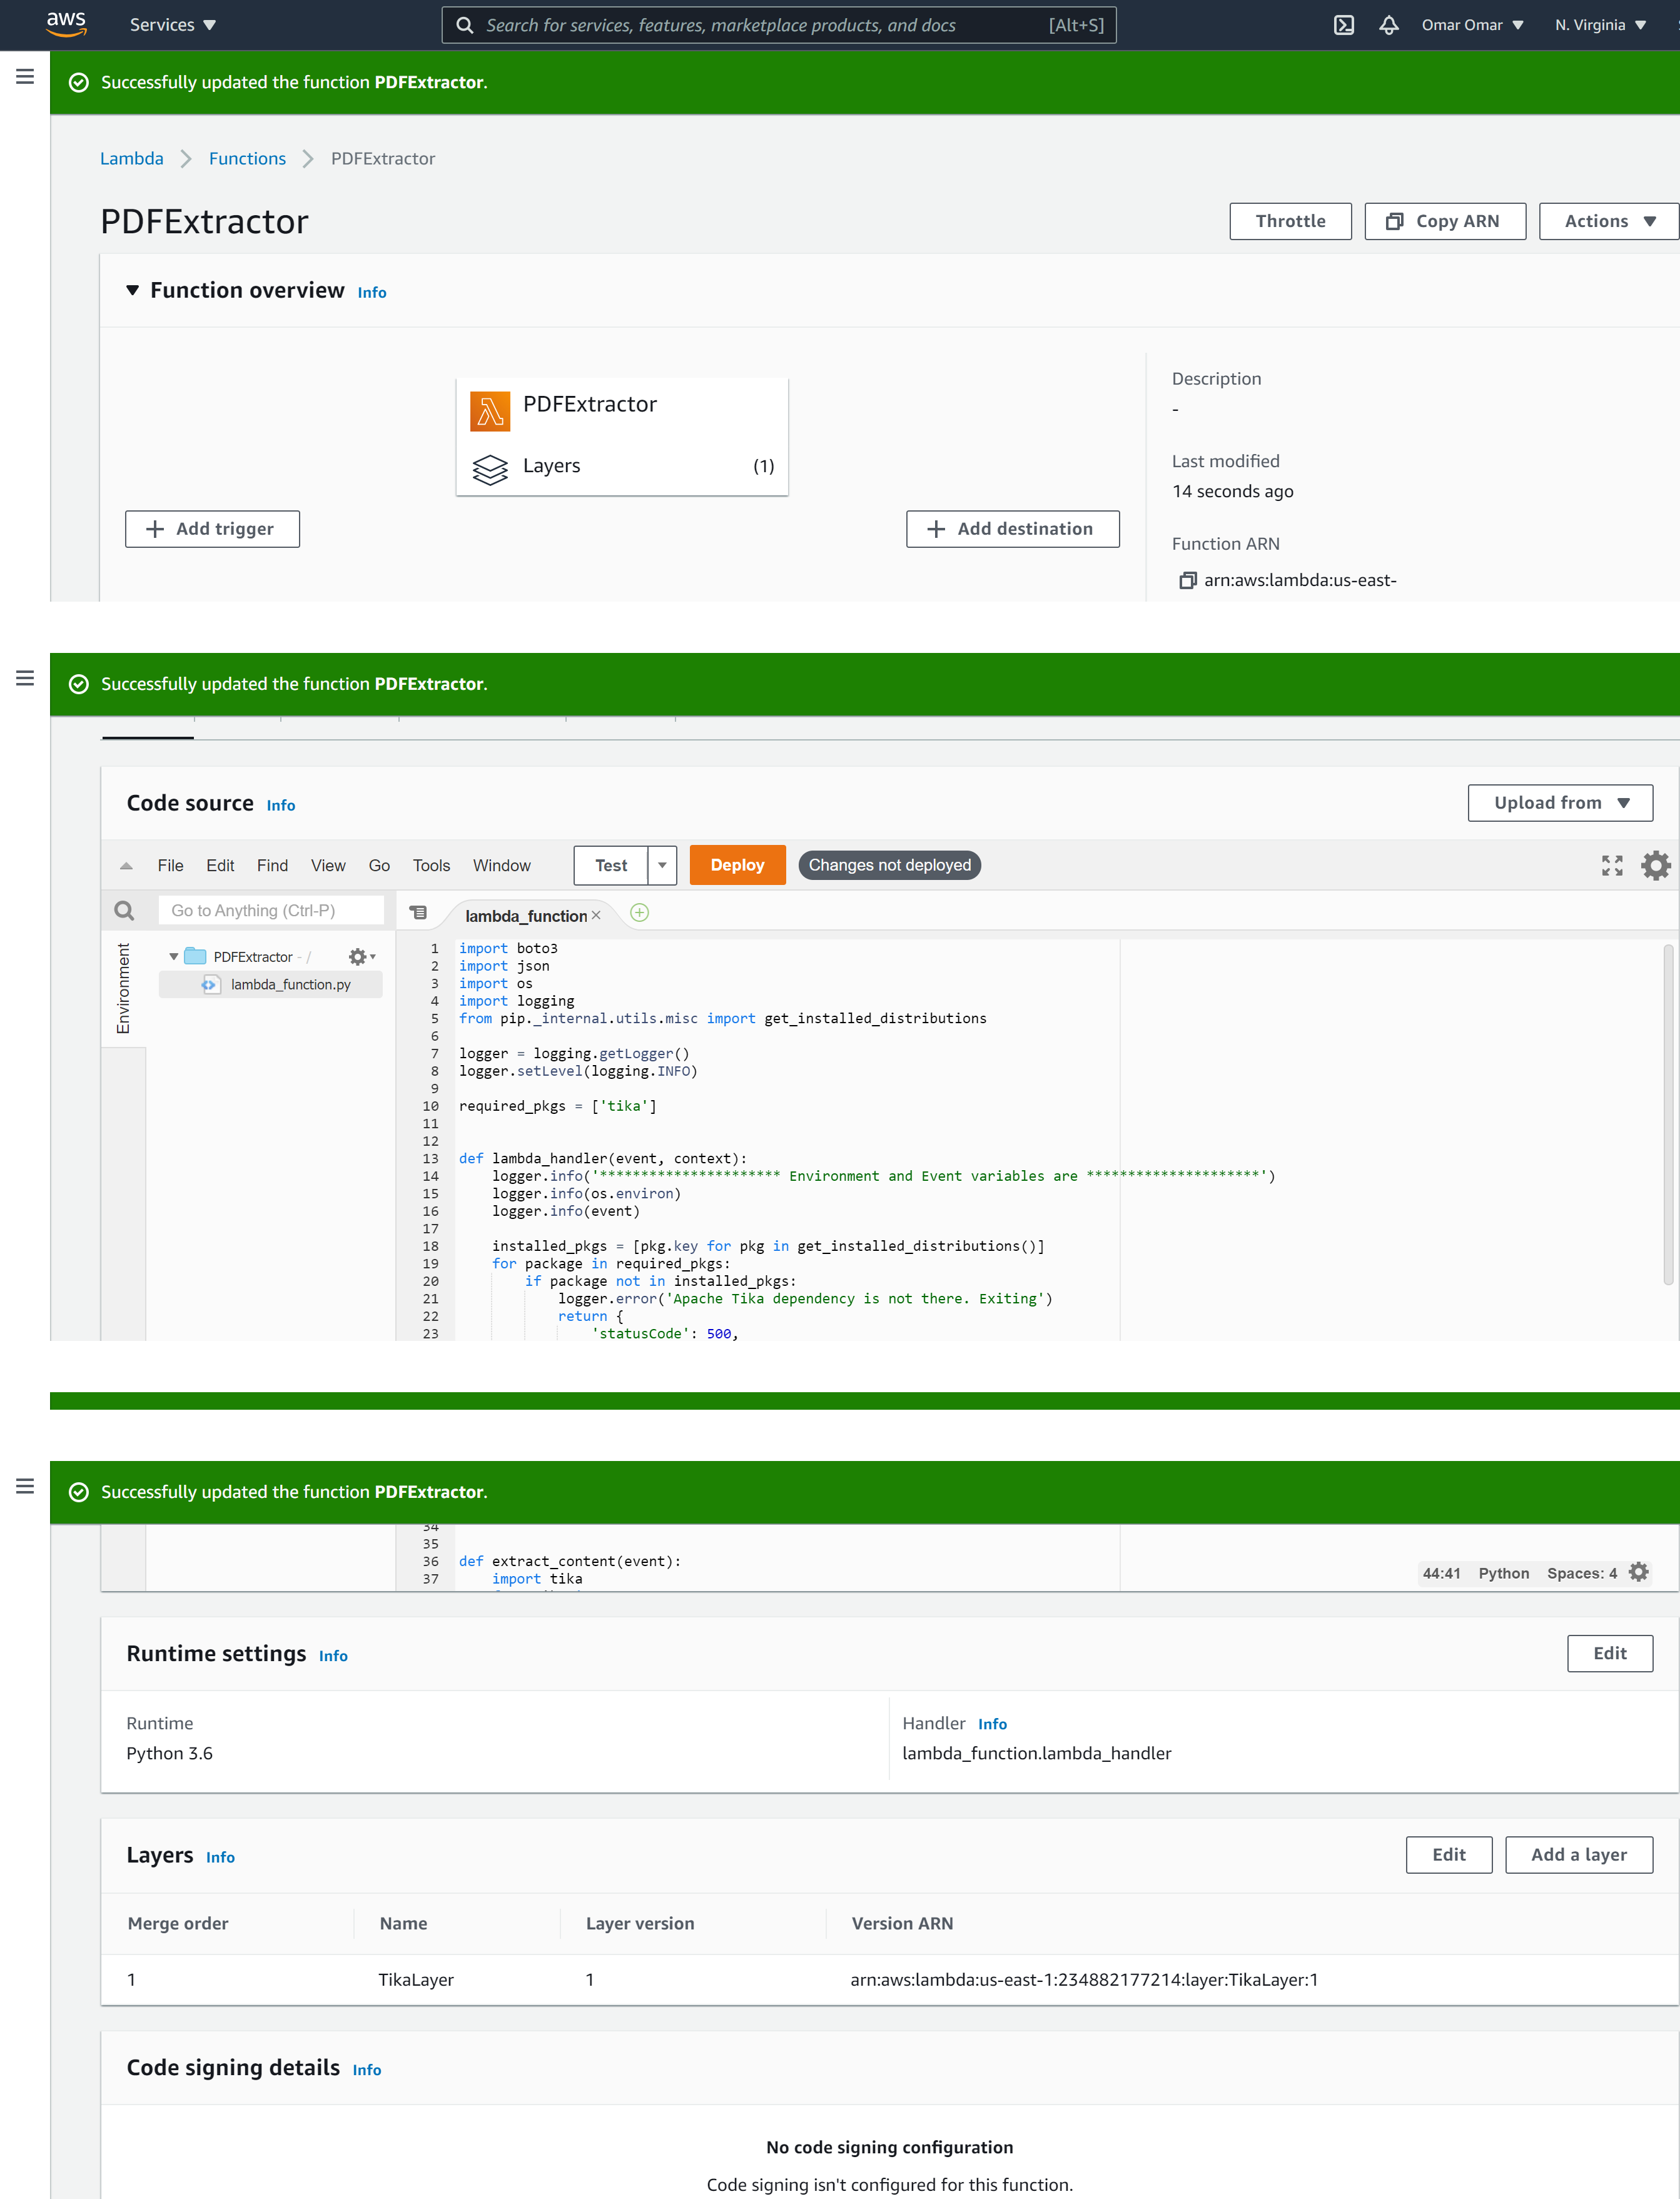 aws Services Search for services, features, marketplace products, and docs [Alt+S] Omar Omar N. Virginia
Successfully updated the function PDFExtractor.
Lambda Functions PDFExtractor
PDFExtractor Throttle Copy ARN Actions
Function overview Info
PDFExtractor
Layers (1)
Add trigger
Add destination
Description
-
Last modified
14 seconds ago
Function ARN
arn:aws:lambda:us-east-
Successfully updated the function PDFExtractor.
Code source Info Upload from
File Edit Find View Go Tools Window Test Deploy Changes not deployed
Go to Anything (Ctrl-P)
Environment
PDFExtractor - /
lambda_function.py
lambda_function
1 import boto3
2 import json
3 import os
4 import logging
5 from pip._internal.utils.misc import get_installed_distributions
6
7 logger = logging.getLogger()
8 logger.setLevel(logging.INFO)
9
10 required_pkgs = ['tika']
11
12
13 def lambda_handler(event, context):
14 logger.info('********************** Environment and Event variables are *********************')
15 logger.info(os.environ)
16 logger.info(event)
17
18 installed_pkgs = [pkg.key for pkg in get_installed_distributions()]
19 for package in required_pkgs:
20 if package not in installed_pkgs:
21 logger.error('Apache Tika dependency is not there. Exiting')
22 return {
23 'statusCode': 500,
Successfully updated the function PDFExtractor.
34
35
36 def extract_content(event):
37 import tika
44:41 Python Spaces: 4
Runtime settings Info Edit
Runtime
Python 3.6
Handler Info
lambda_function.lambda_handler
Layers Info Edit Add a layer
Merge order Name Layer version Version ARN
1 TikaLayer 1 arn:aws:lambda:us-east-1:234882177214:layer:TikaLayer:1
Code signing details Info
No code signing configuration
Code signing isn't configured for this function.